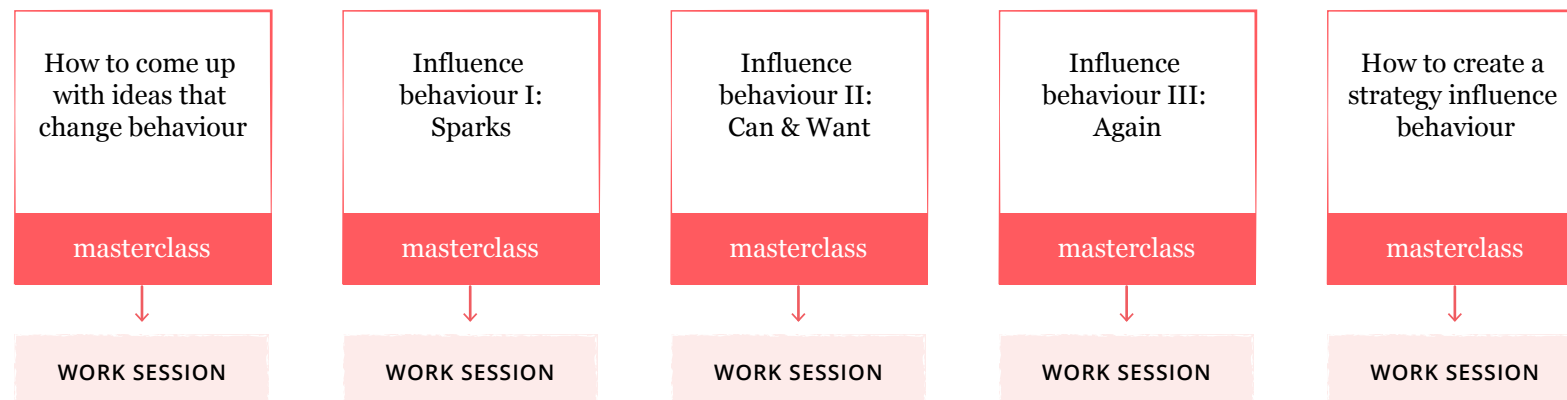 How to come up
with ideas that
change behaviour
masterclass
WORK SESSION
Influence
behaviour I:
Sparks
masterclass
WORK SESSION
Influence
behaviour II:
Can & Want
masterclass
WORK SESSION
Influence
behaviour III:
Again
masterclass
WORK SESSION
How to create a
strategy influence
behaviour
masterclass
WORK SESSION